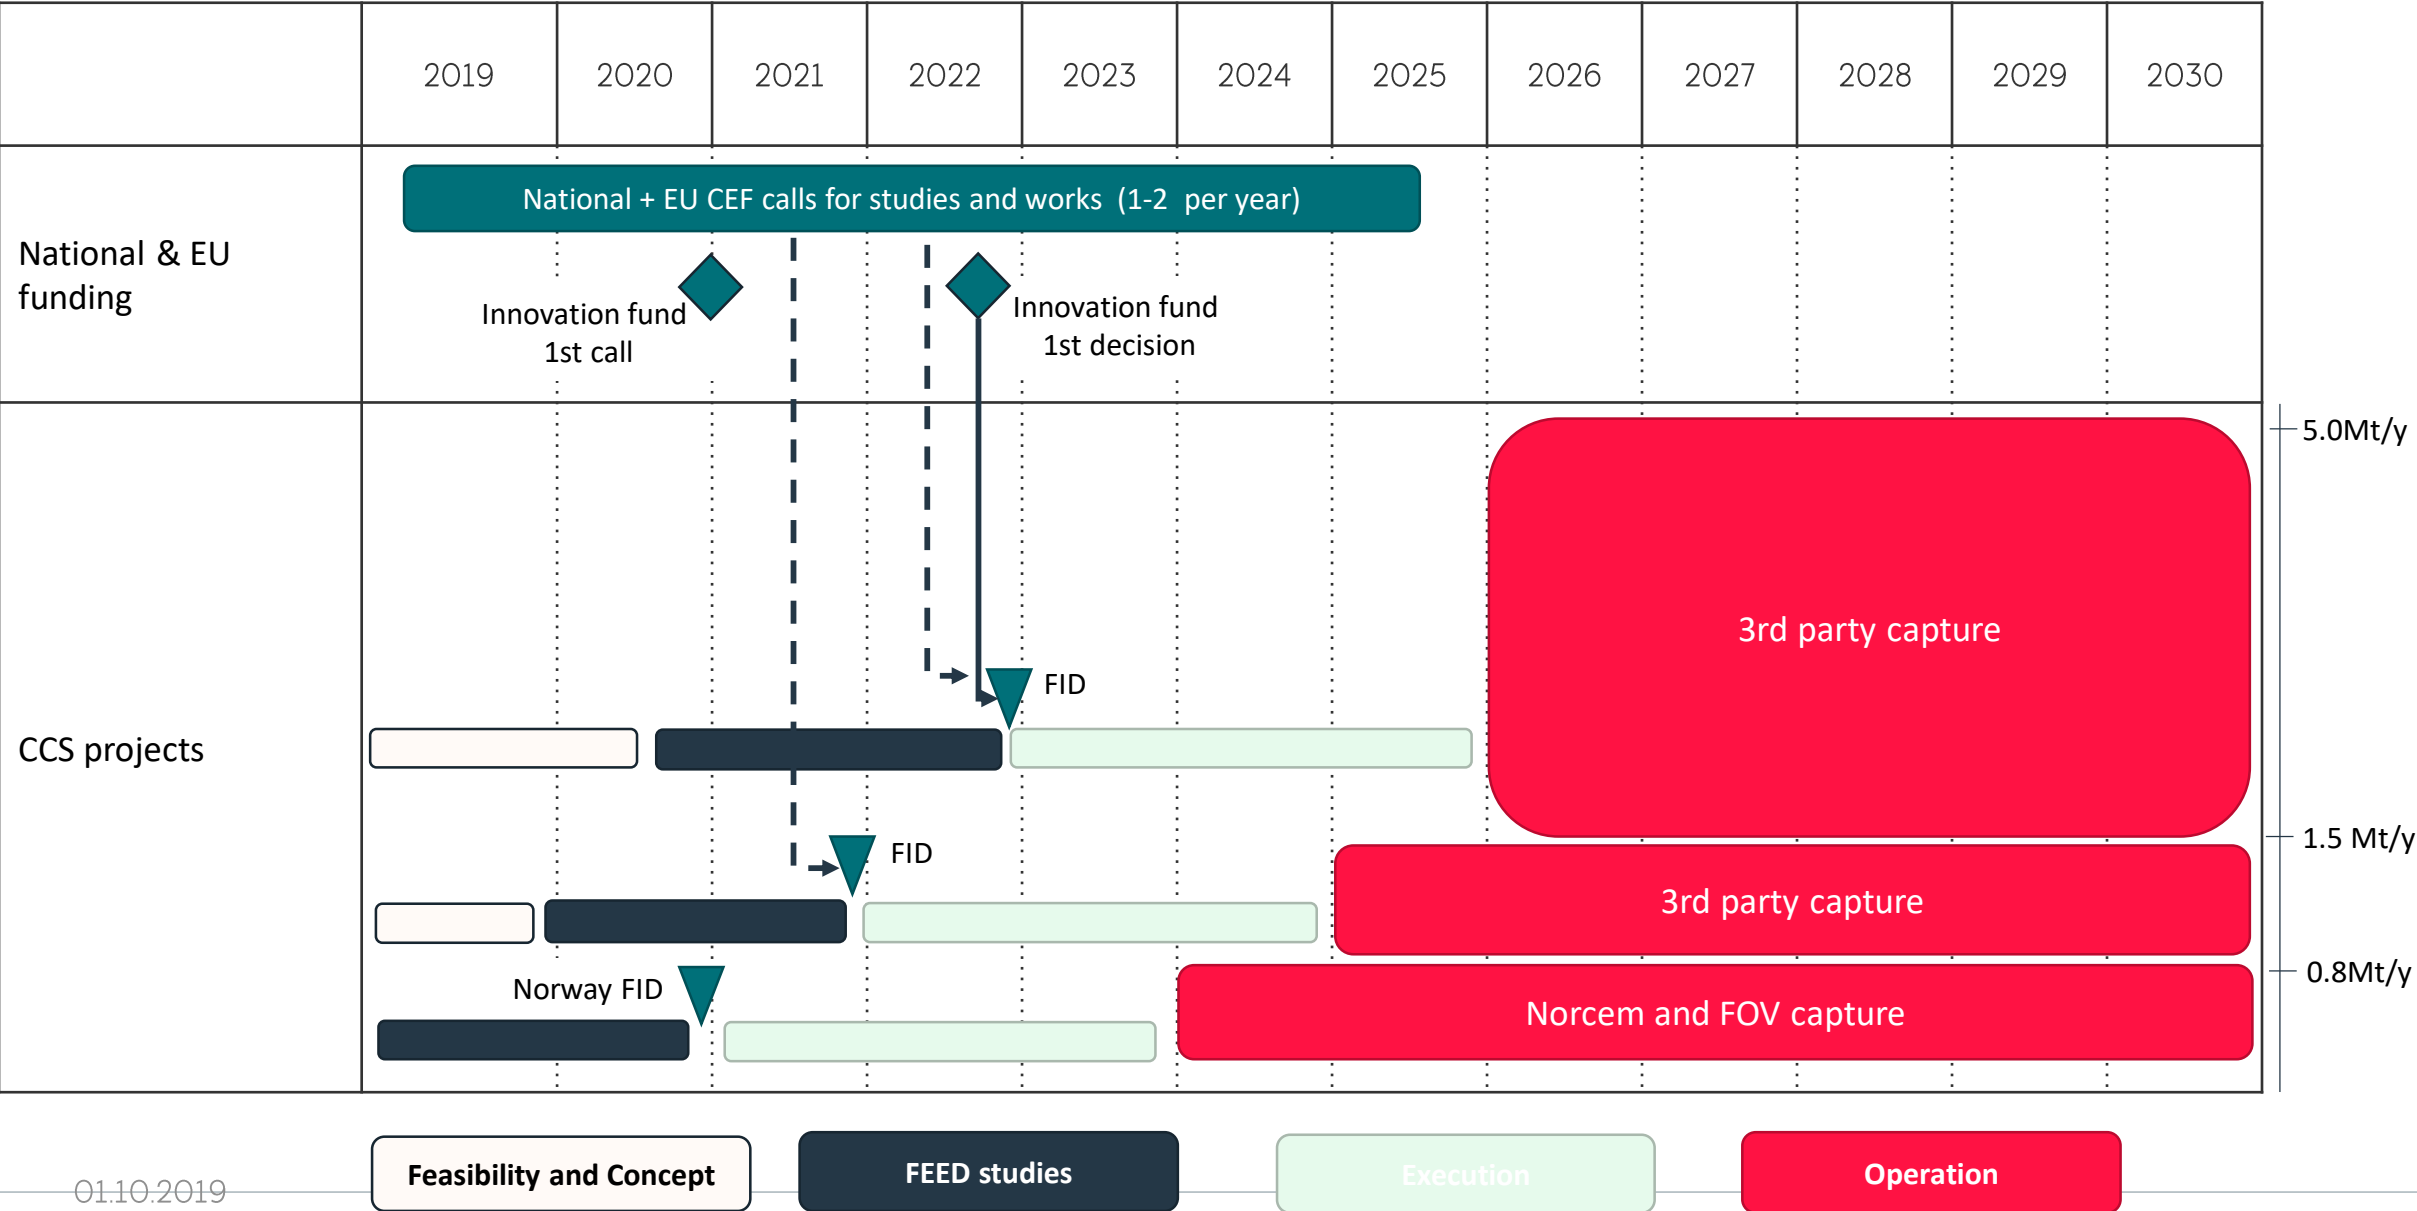 2019 2020 2021 2022 2023 2024 2025 2026 2027 2028 2029 2030
National + EU CEF calls for studies and works (1-2 per year)
National & EU
funding
Innovation fund
1st call
Innovation fund
1st decision
5.0Mt/y
3rd party capture
FID
CCS projects
1.5 Mt/y
FID
3rd party capture
0.8Mt/y
Norway FID
Norcem and FOV capture
Feasibility and Concept
FEED studies
Execution
Operation
01.10.2019